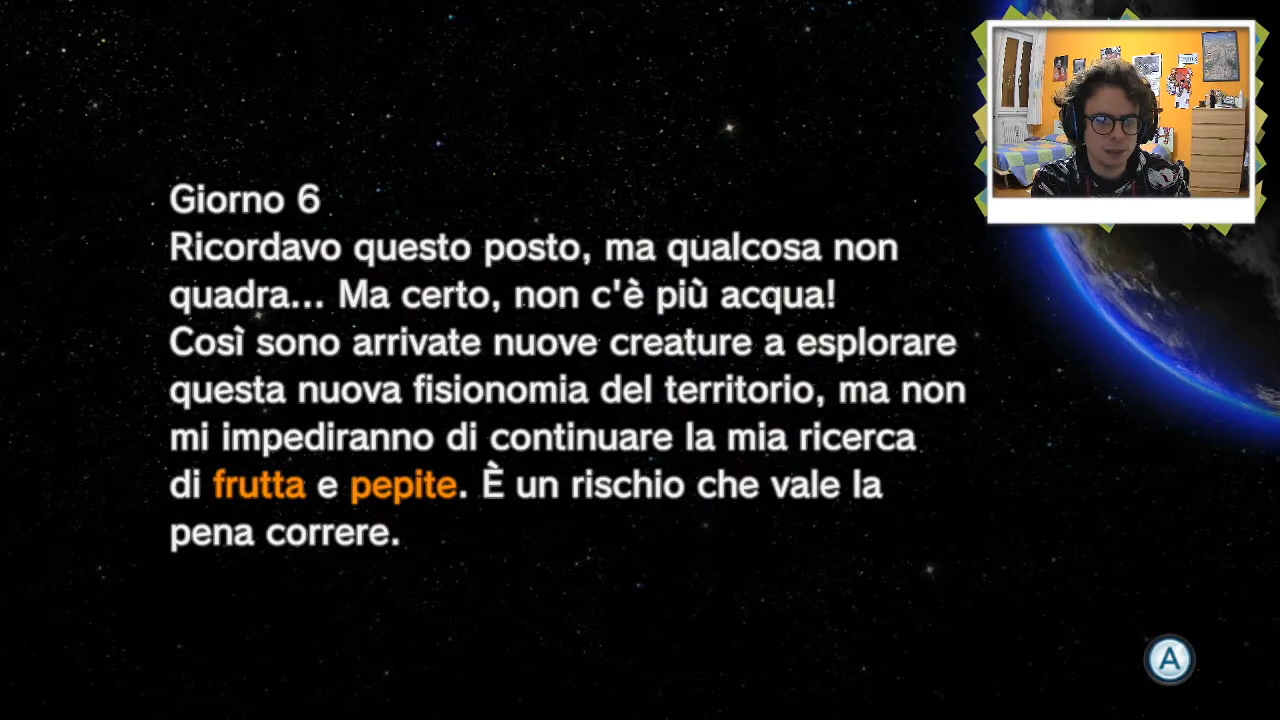 Giorno 6
Ricordavo questo posto, ma qualcosa non
quadra... Ma certo, non c'è più acqua!
Così sono arrivate nuove creature a esplorare
questa nuova fisionomia del territorio, ma non
mi impediranno di continuare la mia ricerca
di frutta e pepite. È un rischio che vale la
pena correre.
A